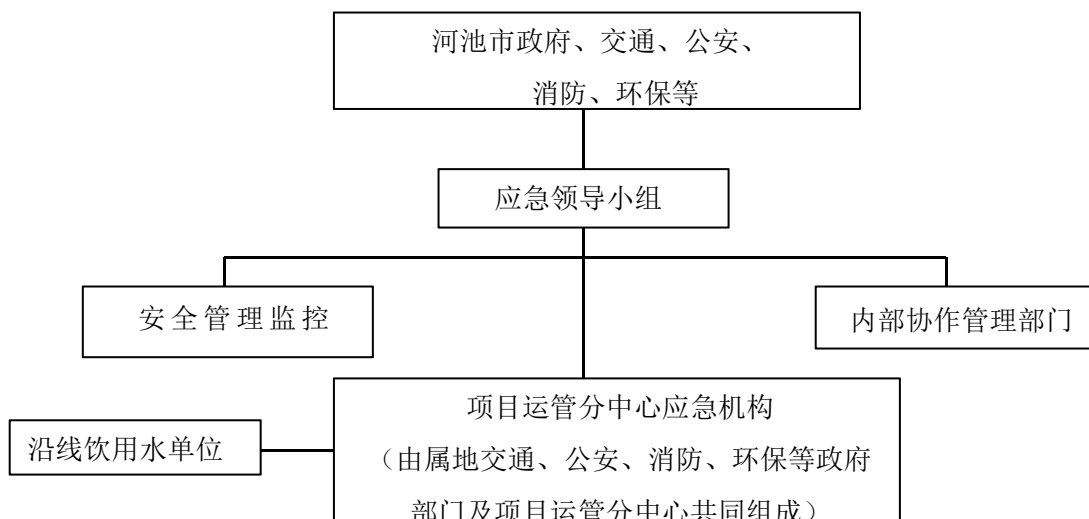 河池市政府、交通、公安、
消防、环保等
应急领导小组
安全管理监控
内部协作管理部门
项目运管分中心应急机构
（由属地交通、公安、消防、环保等政府
部门及项目运管分中心共同组成）
沿线饮用水单位